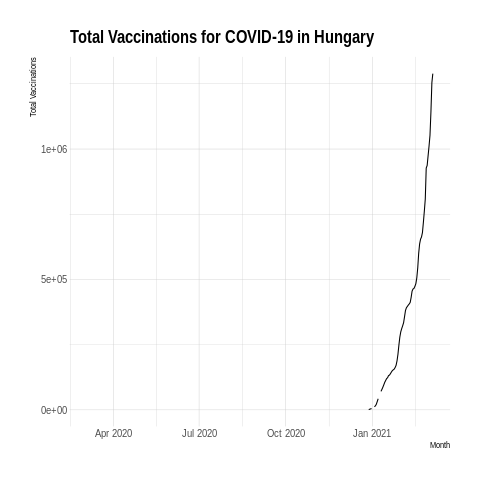 Total Vaccinations for COVID-19 in Hungary
Total Vaccinations
1e+06
5e+05
0e+00
Apr 2020 Jul 2020 Oct 2020 Jan 2021
Month